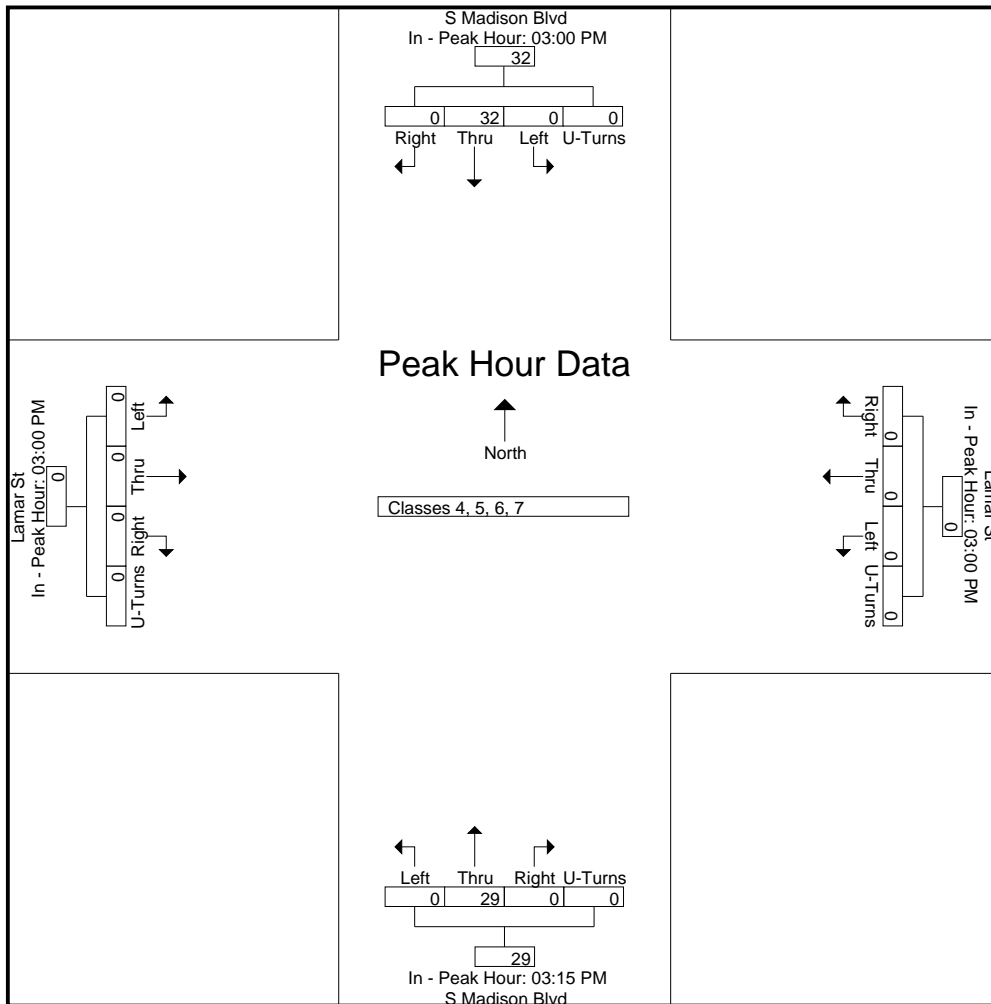 S Madison Blvd
In - Peak Hour: 03:00 PM
32
0 32 0 0
Right Thru Left U-Turns
Peak Hour Data
North
Classes 4, 5, 6, 7
Lamar St
In - Peak Hour: 03:00 PM
0
0 0 0 0
Left Thru Right U-Turns
Right Thru Left U-Turns
0 0 0 0
0
In - Peak Hour: 03:00 PM
Lamar St
Left Thru Right U-Turns
0 29 0 0
29
In - Peak Hour: 03:15 PM
S Madison Blvd